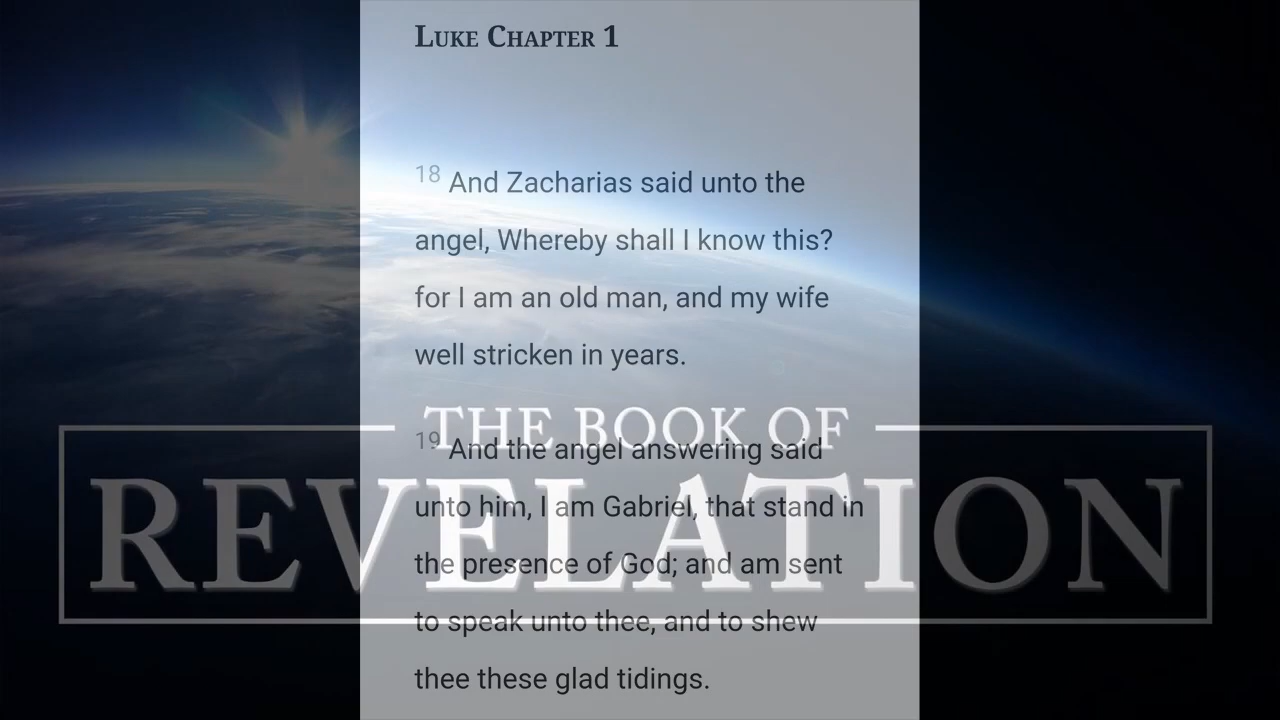 Luke Chapter 1
18 And Zacharias said unto the
angel, Whereby shall I know this?
for I am an old man, and my wife
well stricken in years.
THE BOOK OF
REVELATION
19 And the angel answering said
unto him, I am Gabriel, that stand in
the presence of God; and am sent
to speak unto thee, and to shew
thee these glad tidings.